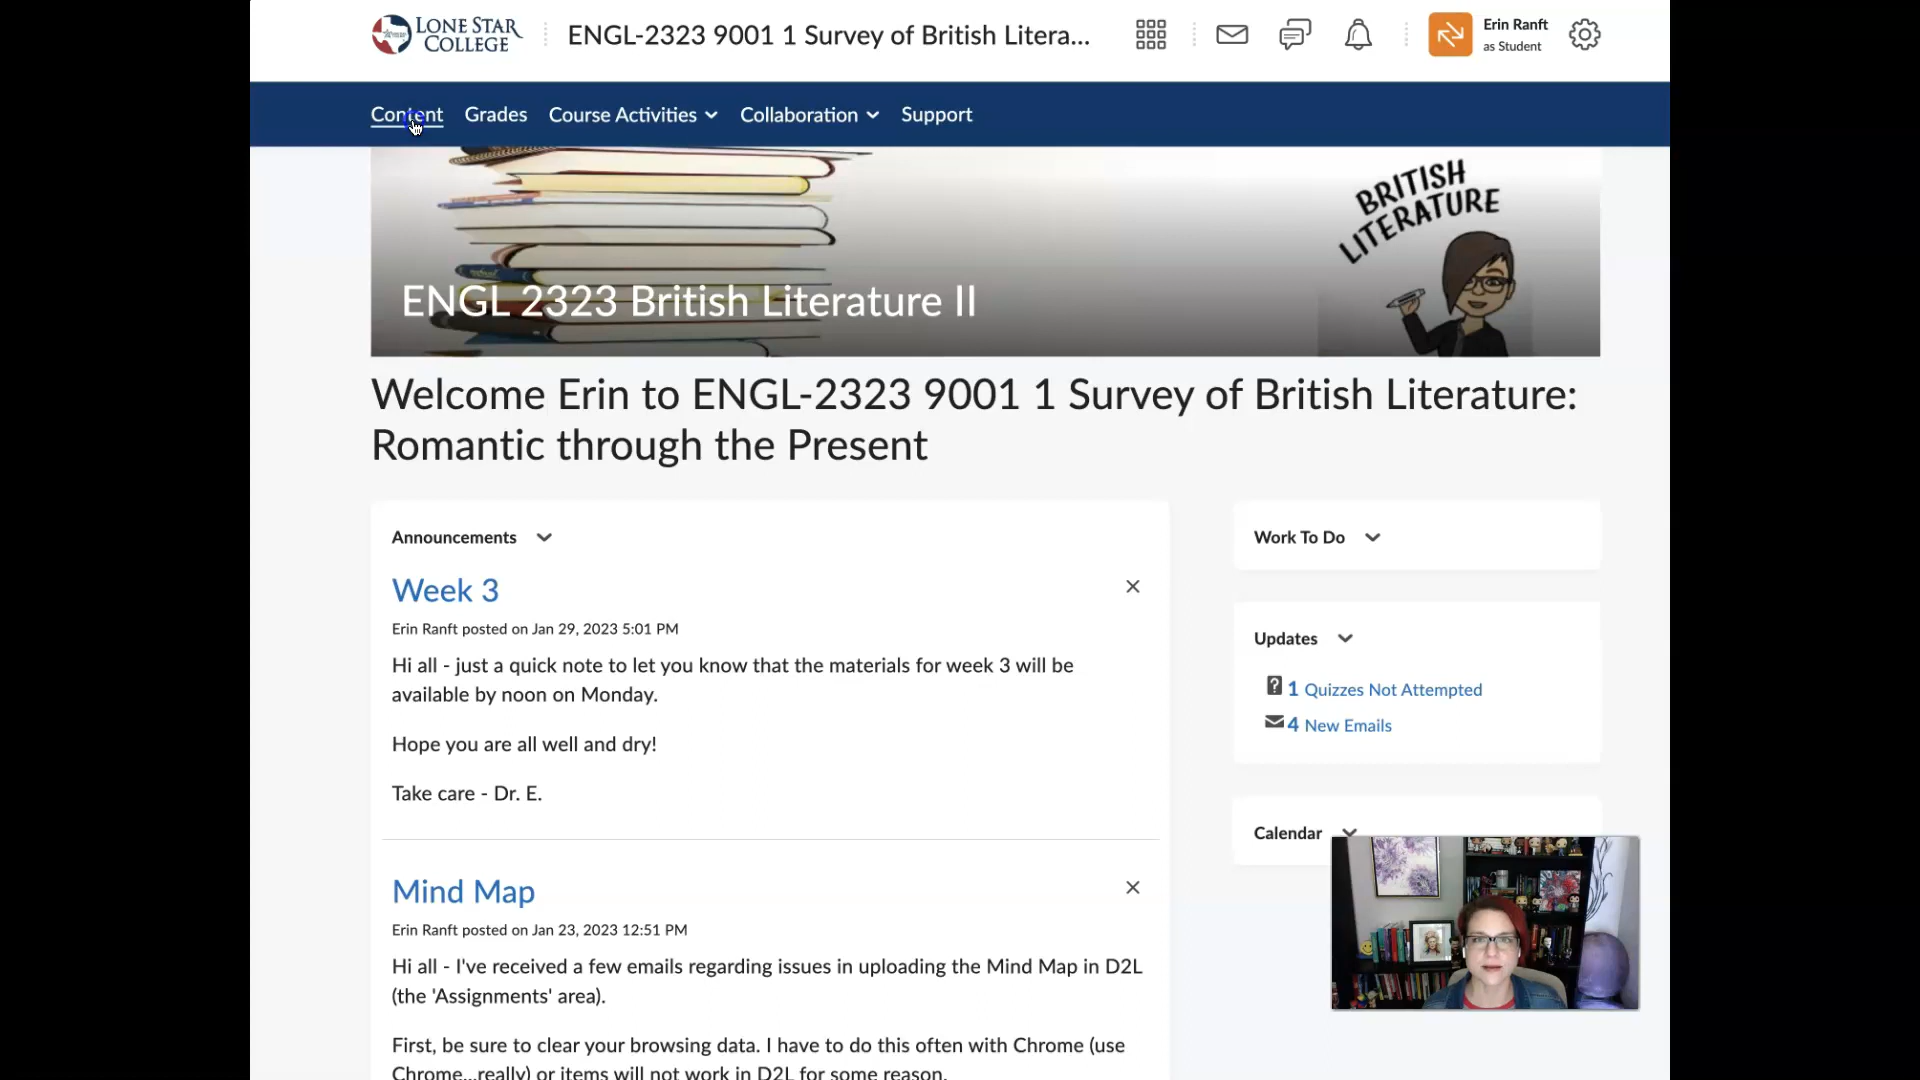 LONE STAR
COLLEGE
ENGL-2323 9001 1 Survey of British Litera...
Erin Ranft
as Student
Content Grades Course Activities Collaboration Support
BRITISH
LITERATURE
ENGL 2323 British Literature II
Welcome Erin to ENGL-2323 9001 1 Survey of British Literature:
Romantic through the Present
Announcements
Week 3
Erin Ranft posted on Jan 29, 2023 5:01 PM
Hi all - just a quick note to let you know that the materials for week 3 will be
available by noon on Monday.
Hope you are all well and dry!
Take care - Dr. E.
Mind Map
Erin Ranft posted on Jan 23, 2023 12:51 PM
Hi all - I've received a few emails regarding issues in uploading the Mind Map in D2L
(the 'Assignments' area).
First, be sure to clear your browsing data. I have to do this often with Chrome (use
Chrome...really) or items will not work in D2L for some reason.
Work To Do
Updates
1 Quizzes Not Attempted
4 New Emails
Calendar